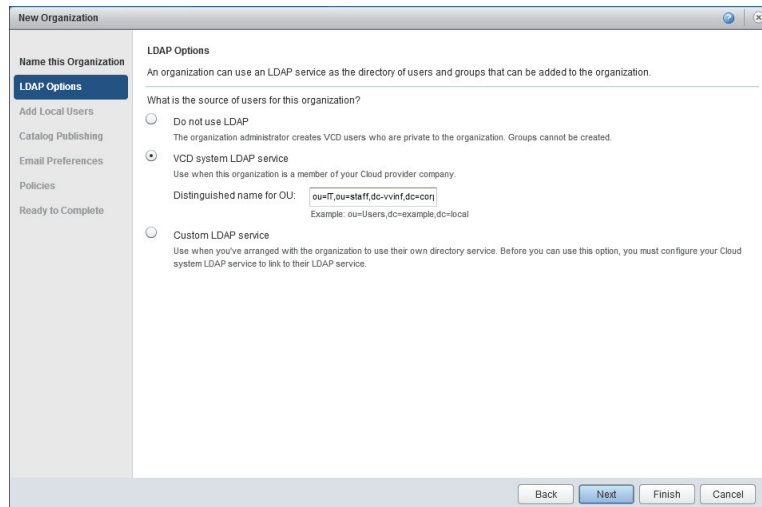 New Organization
Name this Organization
LDAP Options
Add Local Users
Catalog Publishing
Email Preferences
Policies
Ready to Complete
LDAP Options
An organization can use an LDAP service as the directory of users and groups that can be added to the organization.
What is the source of users for this organization?
Do not use LDAP
The organization administrator creates VCD users who are private to the organization. Groups cannot be created.
VCD system LDAP service
Use when this organization is a member of your Cloud provider company.
Distinguished name for OU: ou=IT,ou=staff,dc-vvinf,dc=corp
Example: ou=Users,dc=example,dc=local
Custom LDAP service
Use when you've arranged with the organization to use their own directory service. Before you can use this option, you must configure your Cloud
system LDAP service to link to their LDAP service.
Back Next Finish Cancel